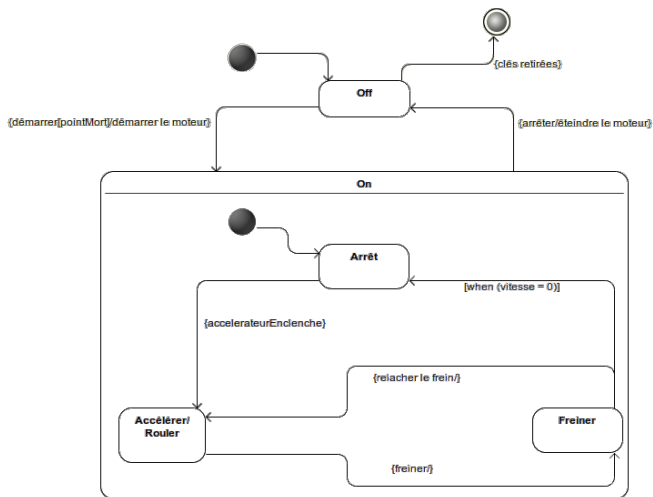 {clés retirées}
Off
{démarrer[pointMort]/démarrer le moteur}
{arrêter/éteindre le moteur}
On
Arrêt
[when (vitesse = 0)]
{accelerateurEnclenche}
{relacher le frein/}
Accélérer/
Rouler
Freiner
{freiner/}